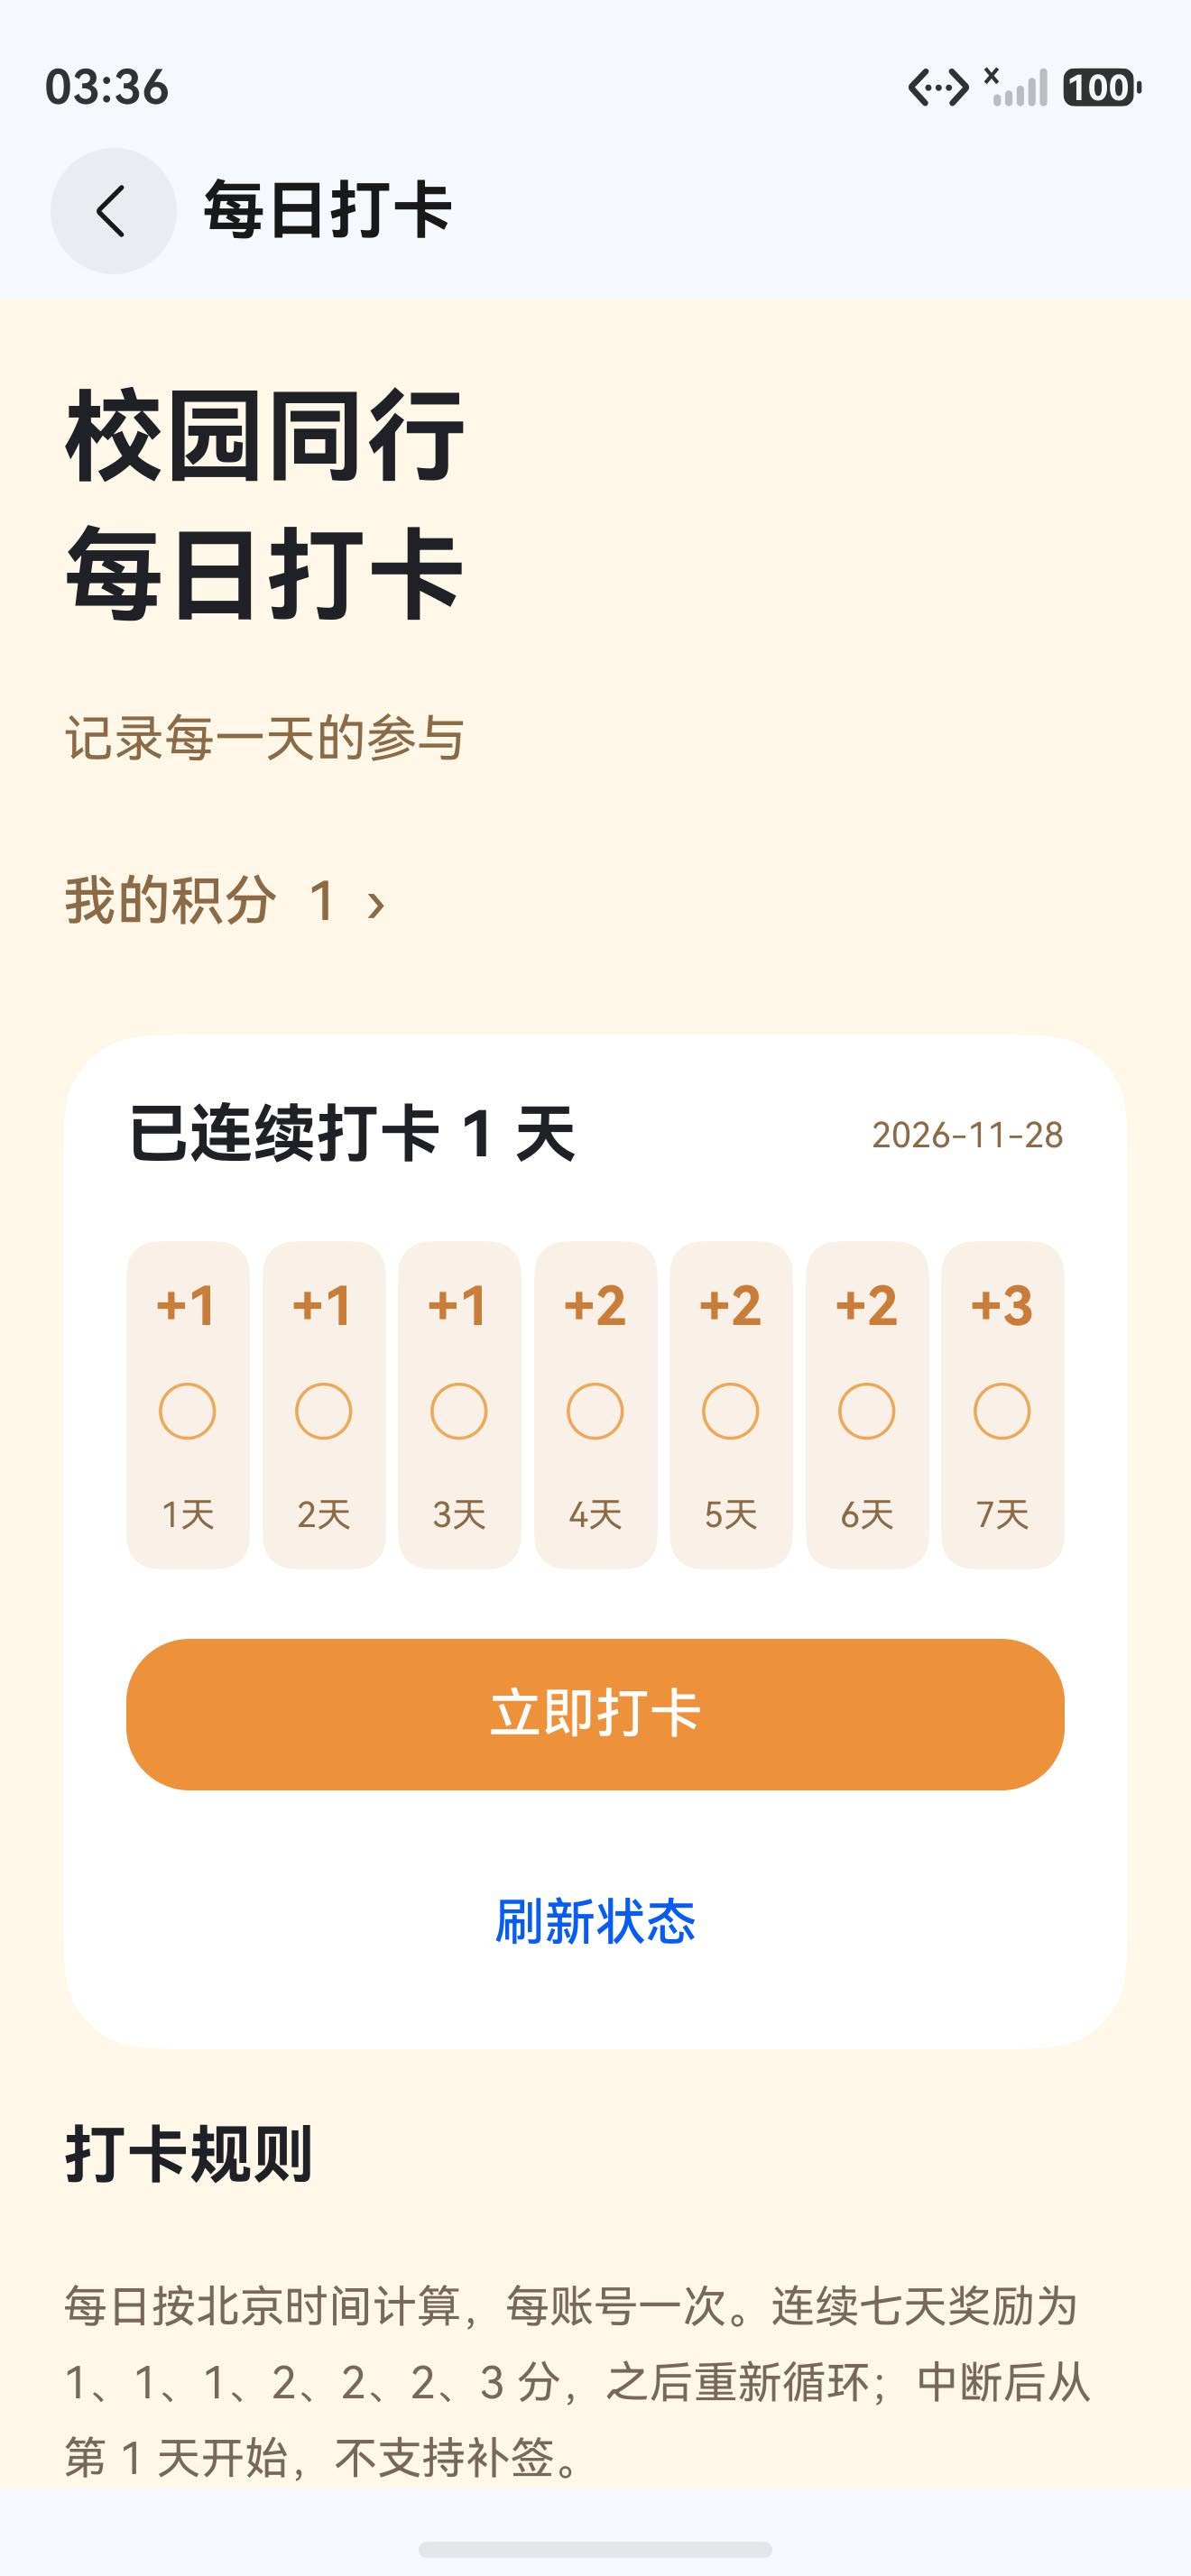 03:36
100
每日打卡
校园同行
每日打卡
记录每一天的参与
我的积分 1 ›
已连续打卡 1 天
2026-11-28
+1 +1 +1 +2 +2 +2 +3
1天 2天 3天 4天 5天 6天 7天
立即打卡
刷新状态
打卡规则
每日按北京时间计算，每账号一次。连续七天奖励为
1、1、1、2、2、2、3 分，之后重新循环；中断后从
第 1 天开始，不支持补签。